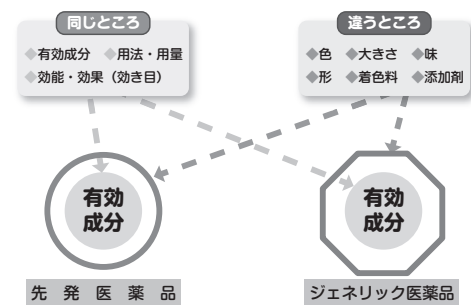 同じところ
◆有効成分 ◆用法・用量
◆効能・効果（効き目）
違うところ
◆色 ◆大きさ ◆味
◆形 ◆着色料 ◆添加剤
有効
成分
有効
成分
先発医薬品
ジェネリック医薬品